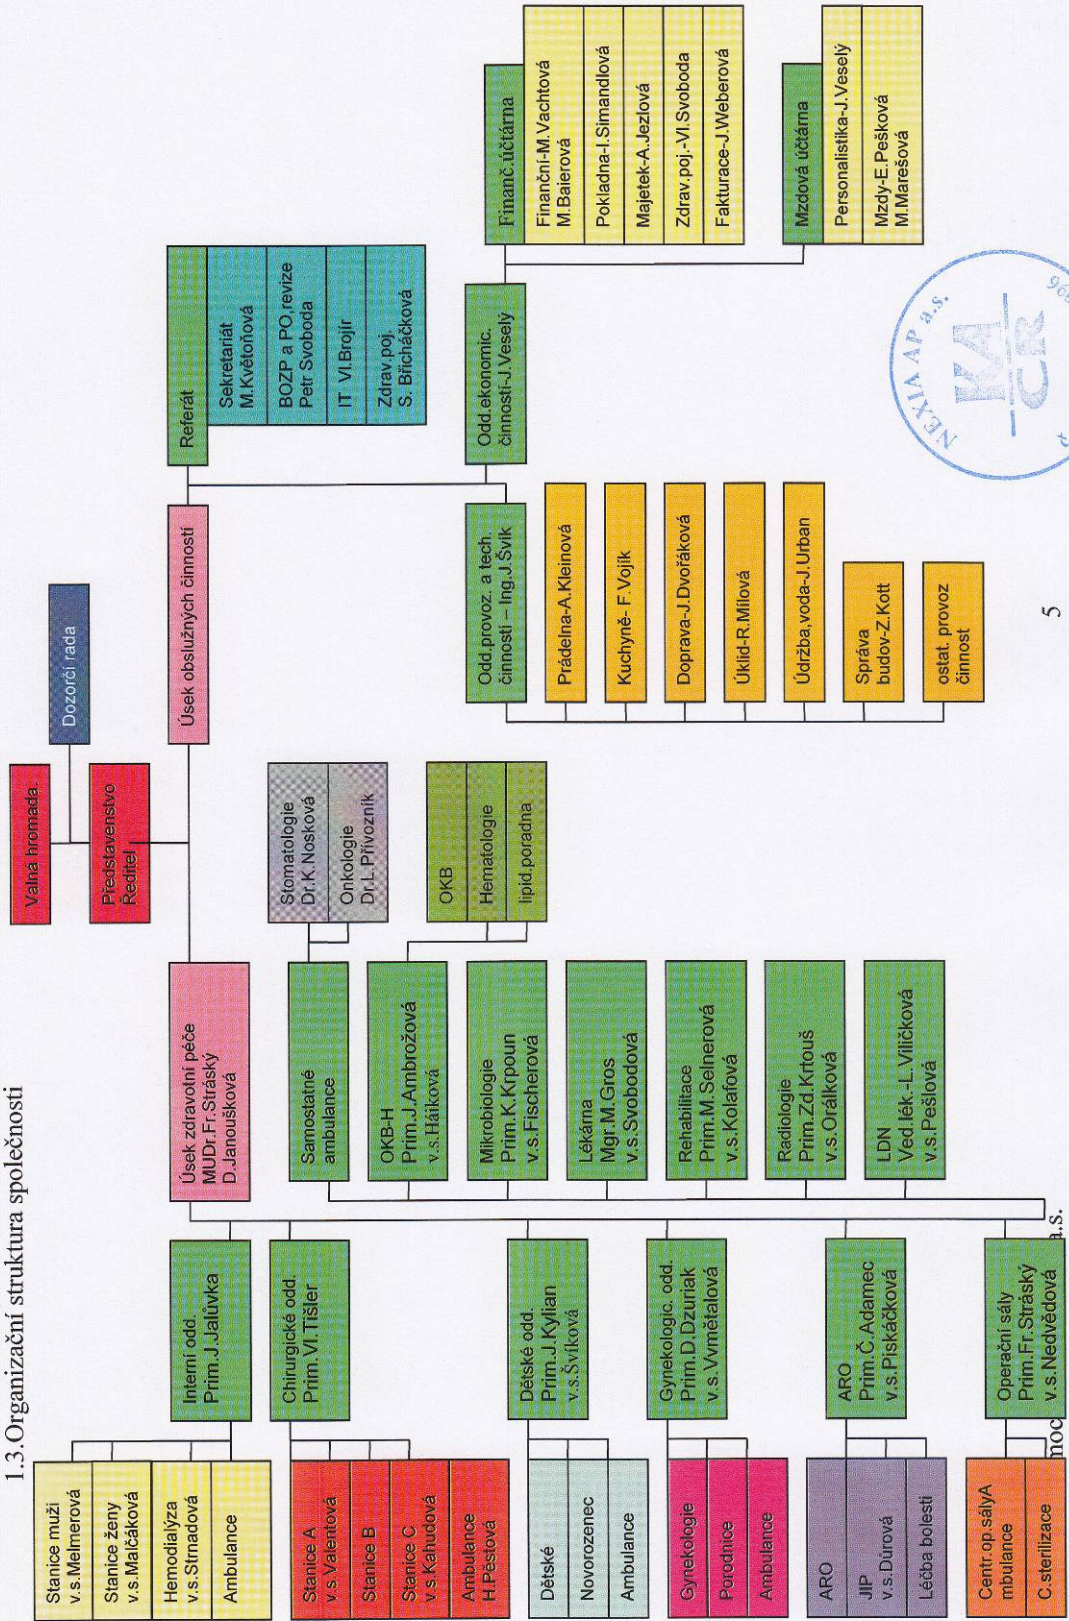 1.3.Organizační struktura společnosti
Valná hromada.
Dozorčí rada
Představenstvo
Ředitel
Úsek zdravotní péče
MUDr.Fr.Stráský
D.Janoušková
Úsek obslužných činností
Interní odd.
Prim.J.Jalůvka
Stanice muži
v.s.Melmerová
Stanice ženy
v.s.Malčáková
Hemodialýza
v.s.Strnadová
Ambulance
Chirurgické odd.
Prim.Vl.Tišler
Stanice A
v.s.Valentová
Stanice B
Stanice C
v.s.Kahudová
Ambulance
H.Pěstová
Dětské odd.
Prim.J.Kylian
v.s.Švíková
Dětské
Novorozenec
Ambulance
Gynekologic. odd.
Prim.D.Dzuriak
v.s.Vymětalová
Gynekologie
Porodnice
Ambulance
ARO
Prim.Č.Adamec
v.s.Piskáčková
ARO
JIP
v.s.Dúrová
Léčba bolesti
Operační sály
Prim.Fr.Stráský
v.s.Nedvědová
Centr.op.sályA
mbulance
C.sterilizace
Samostatné
ambulance
Stomatologie
Dr.K.Nosková
Onkologie
Dr.L.Přívozník
OKB-H
Prim.J.Ambrožová
v.s.Háiková
OKB
Hematologie
lipid.poradna
Mikrobiologie
Prim.K.Krpoun
v.s.Fischerová
Lékárna
Mgr.M.Gros
v.s.Svobodová
Rehabilitace
Prim.M.Selnerová
v.s.Kolafová
Radiologie
Prim.Zd.Krtouš
v.s.Orálková
LDN
Ved.lék.-L.Viličková
v.s.Pešlová
Referát
Sekretariát
M.Květoňová
BOZP a PO,revize
Petr Svoboda
IT Vl.Brojír
Zdrav.poj.
S. Břicháčková
Odd.provoz. a tech.
činností – Ing.J.Švík
Prádelna-A.Kleinová
Kuchyně- F.Vojík
Doprava-J.Dvořáková
Úklid-R.Milová
Údržba,voda-J.Urban
Správa
budov-Z.Kott
ostat. provoz
činnost
Odd.ekonomic.
činností-J.Veselý
Finanč.účtárna
Finanční-M.Vachtová
M.Baierová
Pokladna-I.Simandlová
Majetek-A.Jezlová
Zdrav.poj.-Vl.Svoboda
Fakturace-J.Weberová
Mzdová účtárna
Personalistika-J.Veselý
Mzdy-E.Pešková
M.Marešová
NEXIA AP a.s.
KA
ČR
a.s.
5